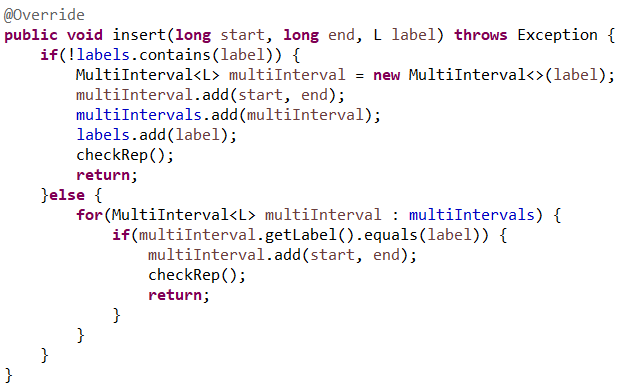 @Override
public void insert(long start, long end, L label) throws Exception {
    if(!labels.contains(label)) {
        MultiInterval<L> multiInterval = new MultiInterval<>(label);
        multiInterval.add(start, end);
        multiIntervals.add(multiInterval);
        labels.add(label);
        checkRep();
        return;
    }else {
        for(MultiInterval<L> multiInterval : multiIntervals) {
            if(multiInterval.getLabel().equals(label)) {
                multiInterval.add(start, end);
                checkRep();
                return;
            }
        }
    }
}